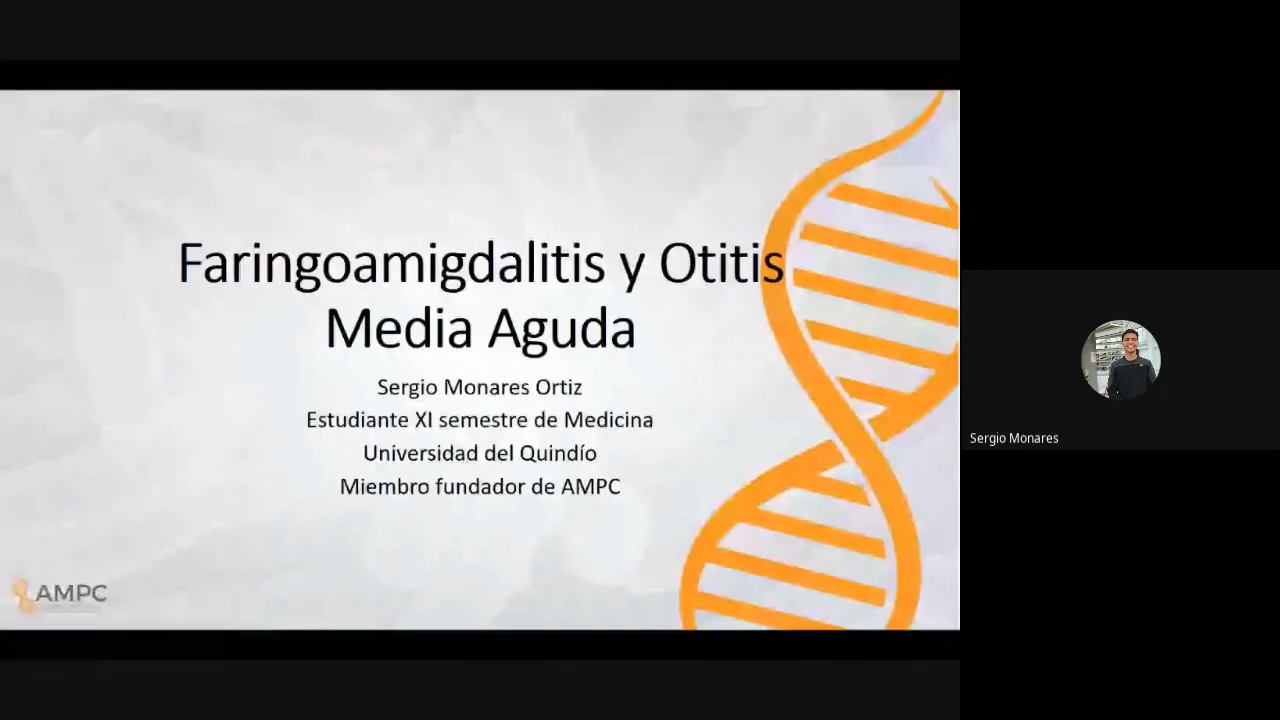 Faringoamigdalitis y Otitis
Media Aguda
Sergio Monares Ortiz
Estudiante XI semestre de Medicina
Universidad del Quindío
Miembro fundador de AMPC
AMPC
Sergio Monares